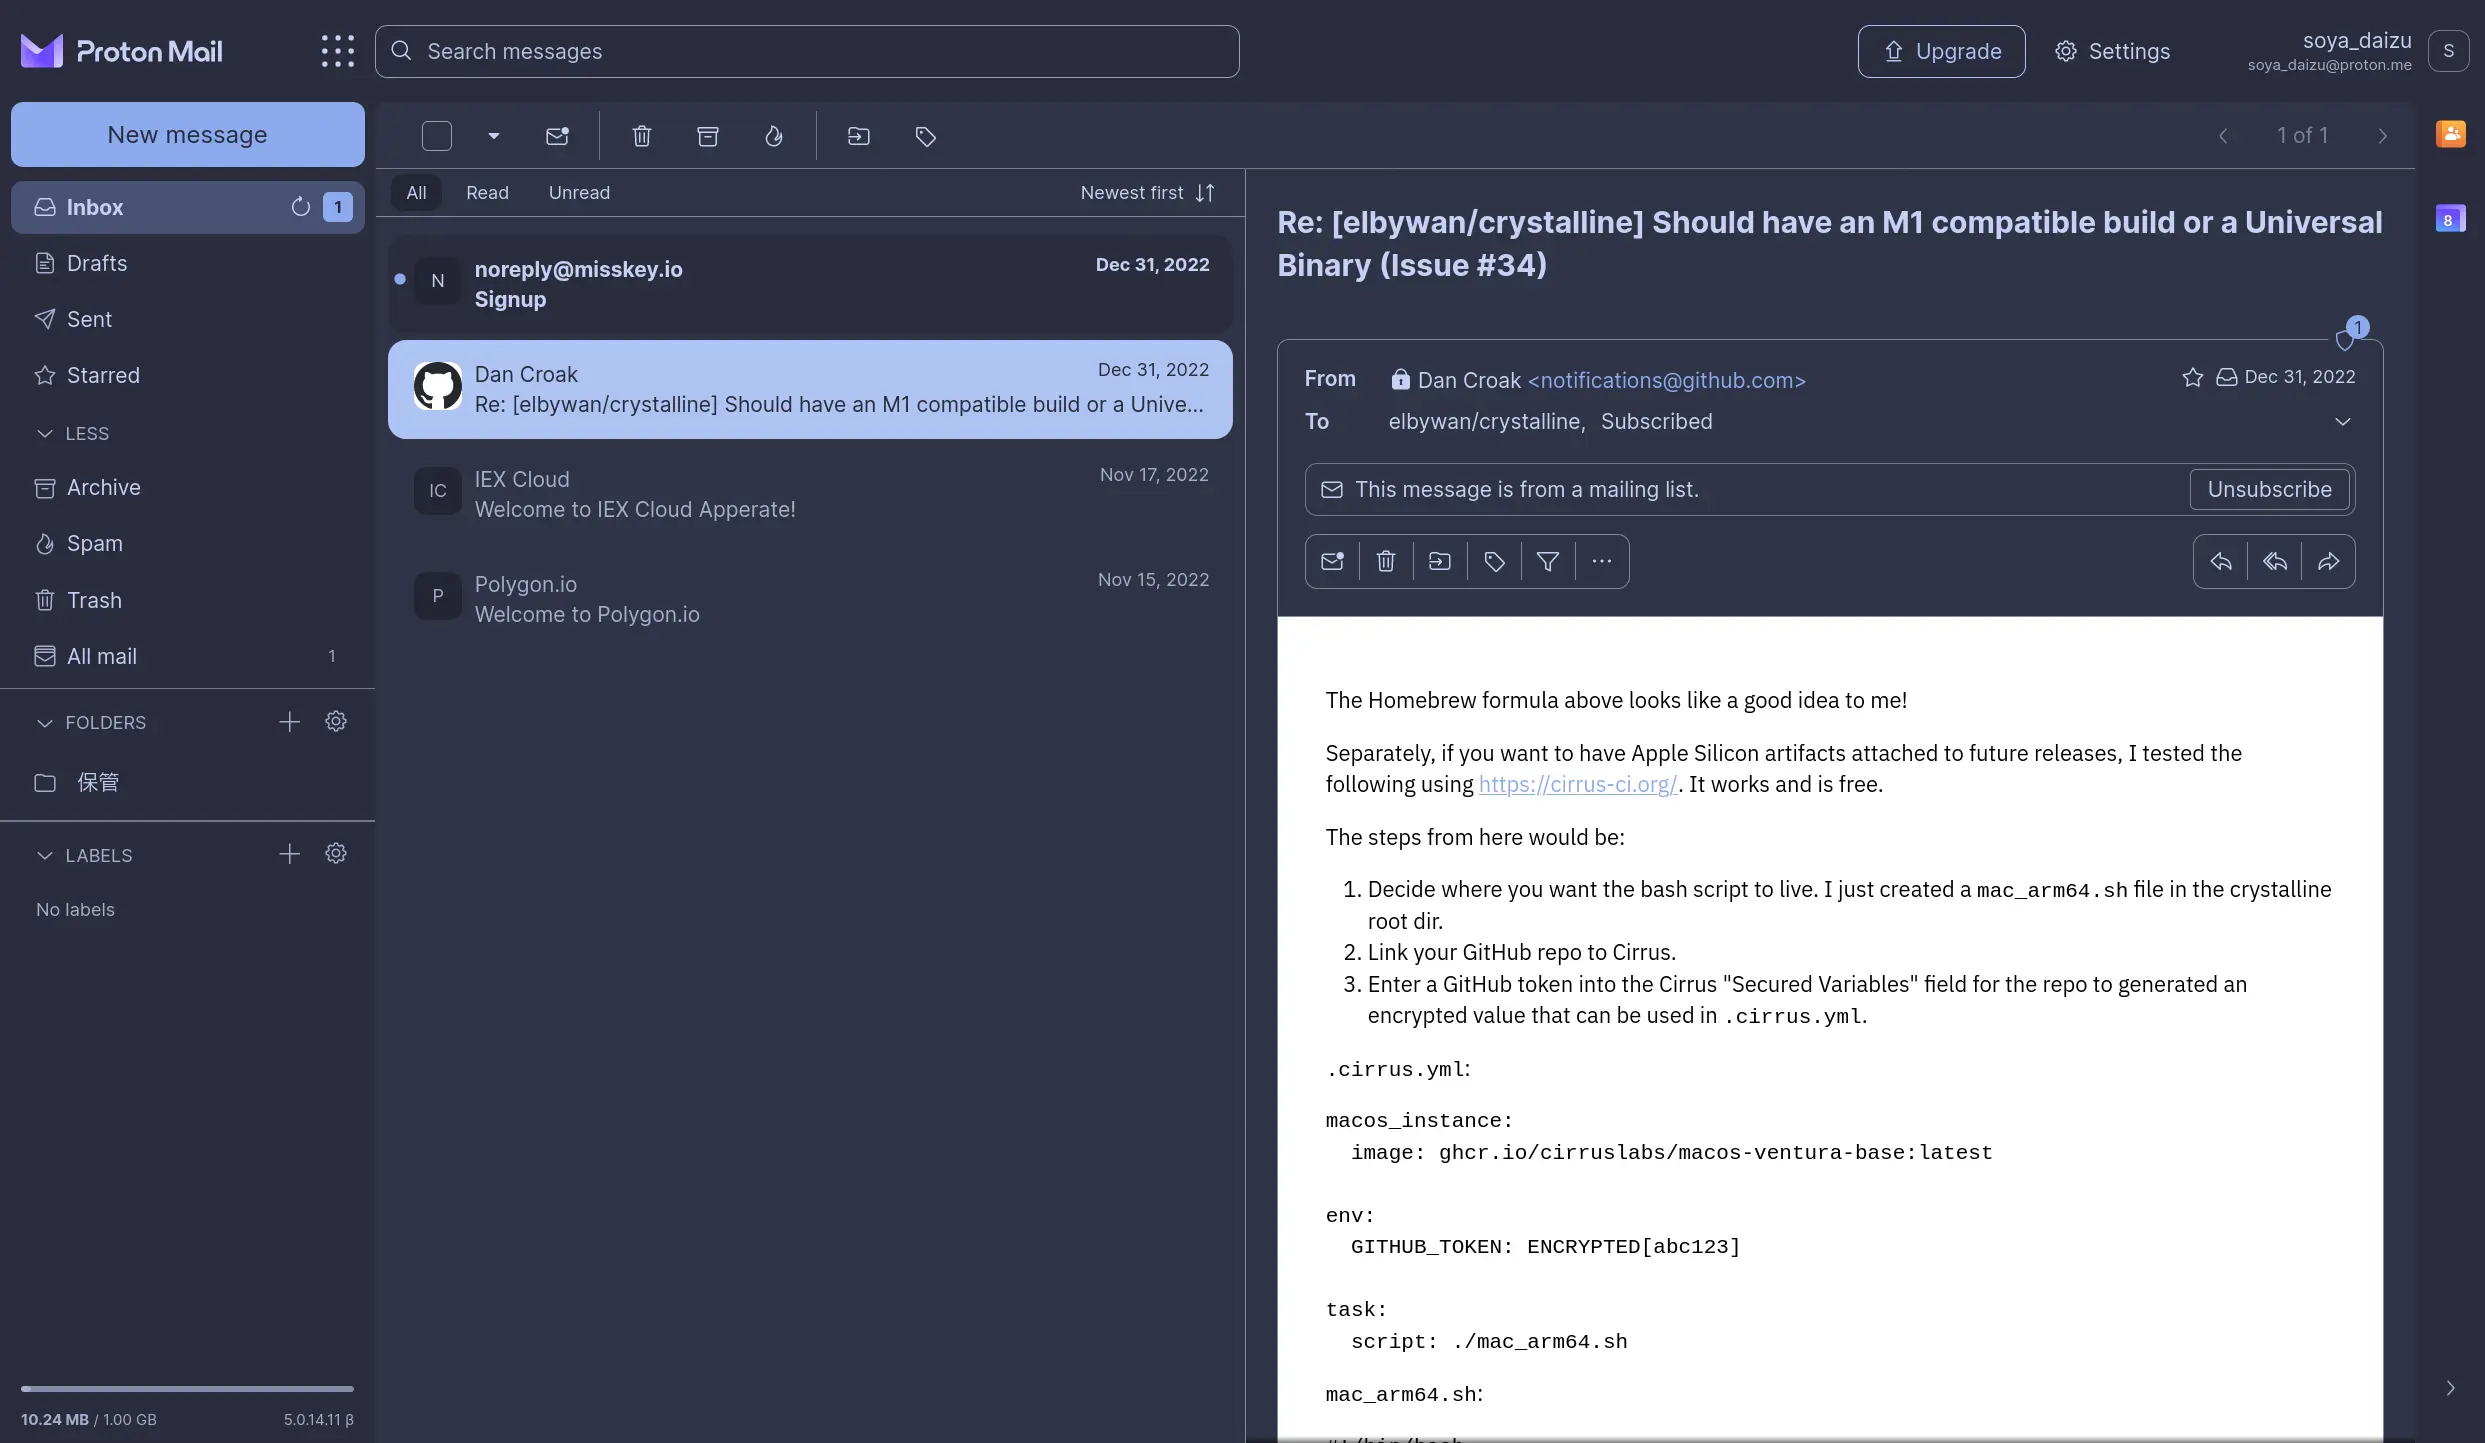 Proton Mail
Search messages
Upgrade
Settings
soya_daizu
soya_daizu@proton.me
S
New message
Inbox
1
Drafts
Sent
Starred
LESS
Archive
Spam
Trash
All mail
1
FOLDERS
保管
LABELS
No labels
10.24 MB / 1.00 GB
5.0.14.11 β
1 of 1
All
Read
Unread
Newest first
N
noreply@misskey.io
Dec 31, 2022
Signup
Dan Croak
Dec 31, 2022
Re: [elbywan/crystalline] Should have an M1 compatible build or a Unive...
IC
IEX Cloud
Nov 17, 2022
Welcome to IEX Cloud Apperate!
P
Polygon.io
Nov 15, 2022
Welcome to Polygon.io
Re: [elbywan/crystalline] Should have an M1 compatible build or a Universal
Binary (Issue #34)
1
From Dan Croak <notifications@github.com>
Dec 31, 2022
To elbywan/crystalline, Subscribed
This message is from a mailing list.
Unsubscribe
The Homebrew formula above looks like a good idea to me!
Separately, if you want to have Apple Silicon artifacts attached to future releases, I tested the
following using https://cirrus-ci.org/. It works and is free.
The steps from here would be:
1. Decide where you want the bash script to live. I just created a mac_arm64.sh file in the crystalline
root dir.
2. Link your GitHub repo to Cirrus.
3. Enter a GitHub token into the Cirrus "Secured Variables" field for the repo to generated an
encrypted value that can be used in .cirrus.yml.
.cirrus.yml:
macos_instance:
image: ghcr.io/cirruslabs/macos-ventura-base:latest
env:
GITHUB_TOKEN: ENCRYPTED[abc123]
task:
script: ./mac_arm64.sh
mac_arm64.sh:
#!/bin/bash
8